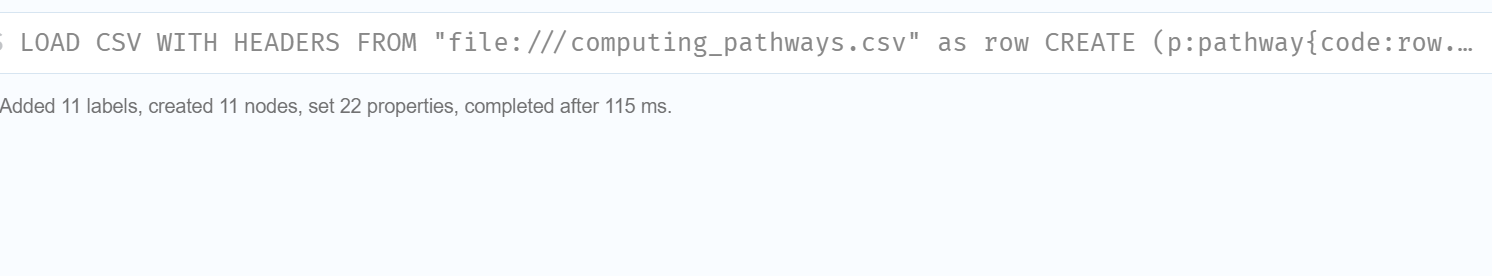 LOAD CSV WITH HEADERS FROM "file:///computing_pathways.csv" as row CREATE (p:pathway{code:row.…
Added 11 labels, created 11 nodes, set 22 properties, completed after 115 ms.